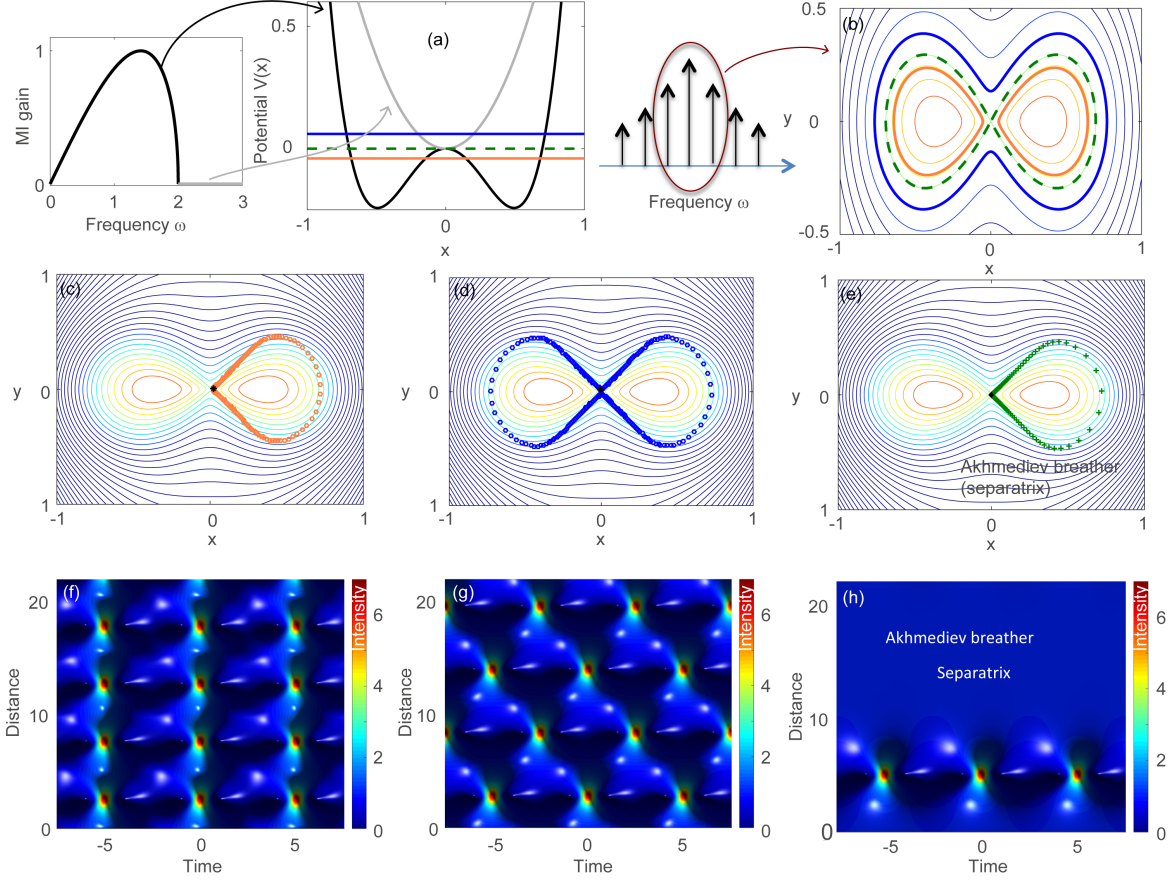 MI gain
1
0
0
1
2
3
Frequency ω
(a)
Potential V(x)
0.5
0
-1
0
1
x
Frequency ω
(b)
0.5
y
0
-0.5
-1
0
1
x
(c)
1
y
0
1
-1
0
1
x
(d)
1
y
0
1
-1
0
1
x
(e)
1
y
0
1
-1
0
1
x
Akhmediev breather
(separatrix)
(f)
Distance
20
10
0
-5
0
5
Time
Intensity
6
4
2
0
(g)
Distance
20
10
0
-5
0
5
Time
Intensity
6
4
2
0
(h)
Akhmediev breather
Separatrix
Distance
20
10
0
-5
0
5
Time
Intensity
6
4
2
0